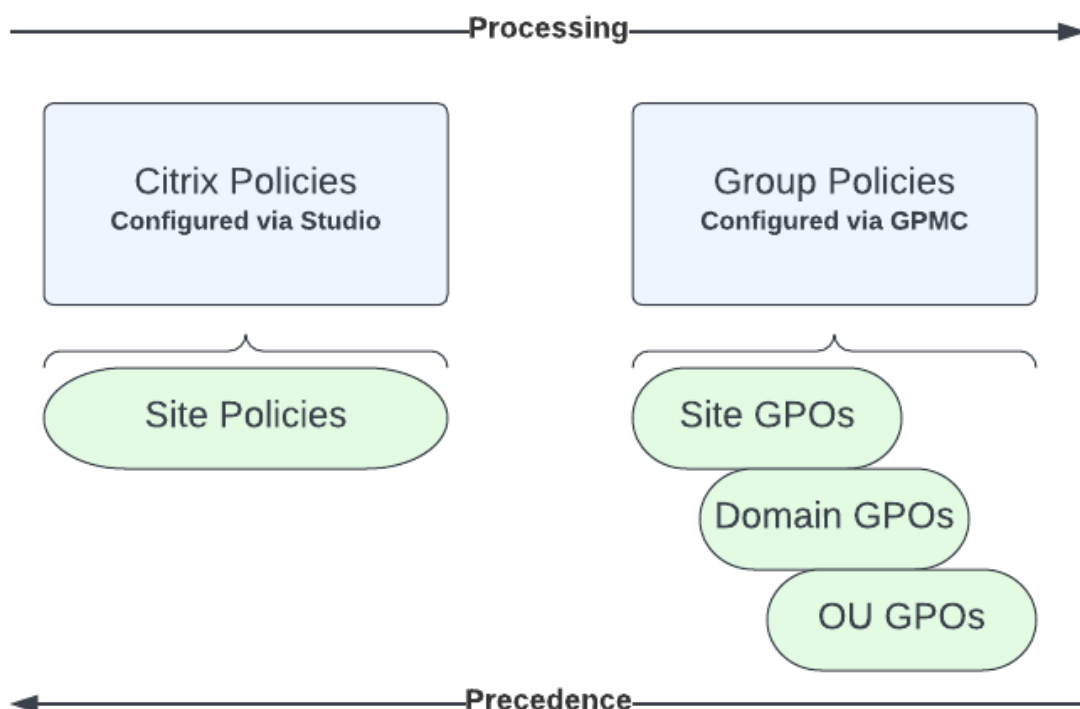 Processing
Citrix Policies
Configured via Studio
Group Policies
Configured via GPMC
Site Policies
Site GPOs
Domain GPOs
OU GPOs
Precedence